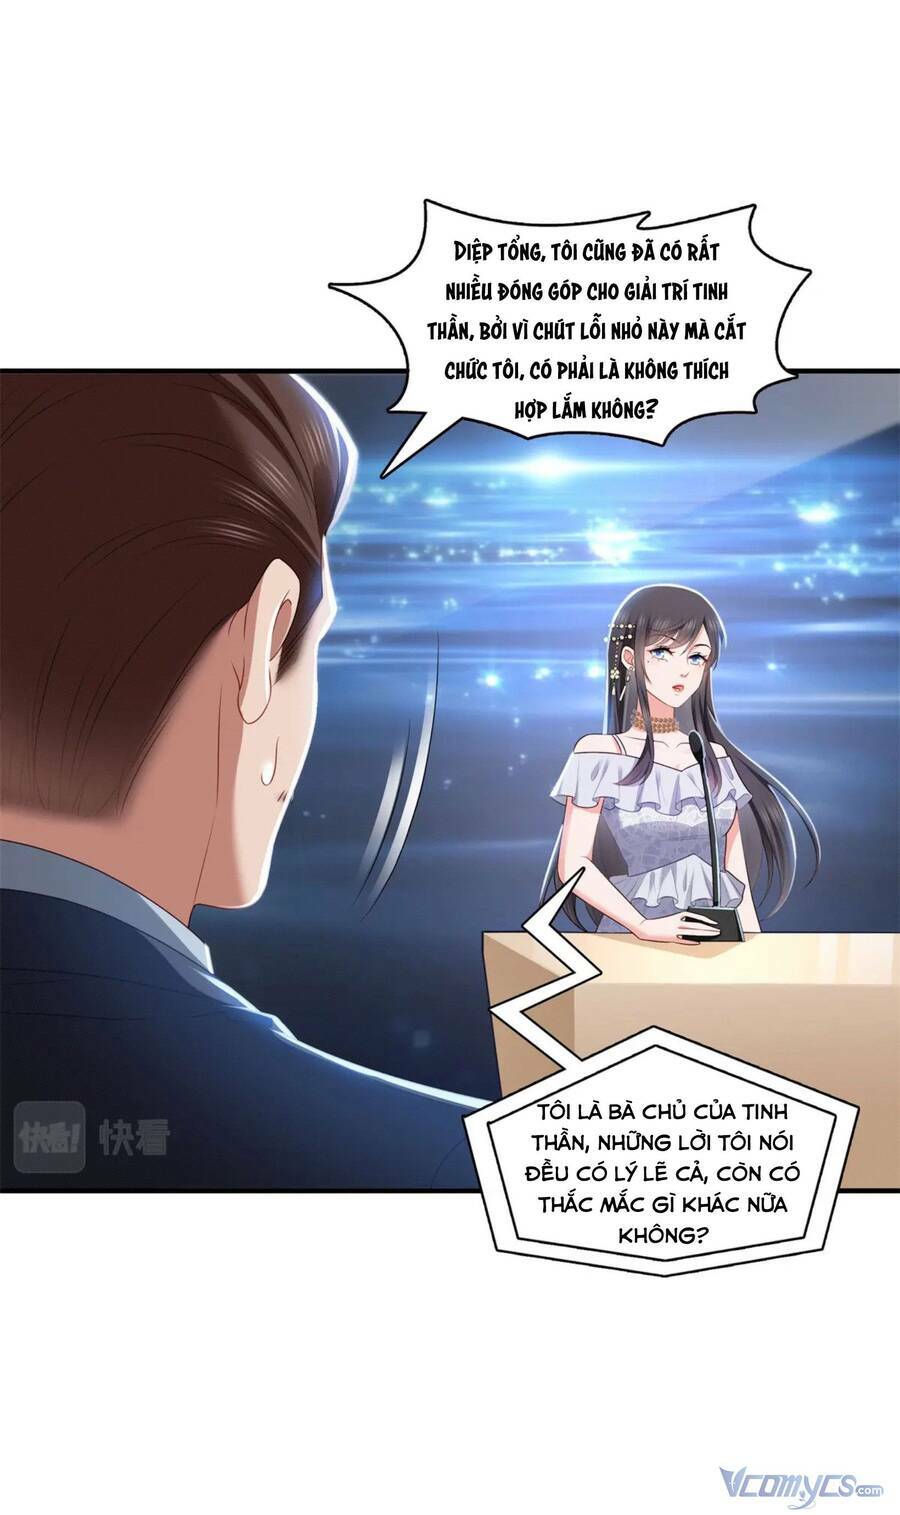 DIỆP TỔNG, TÔI CŨNG ĐÃ CÓ RẤT
NHIỀU ĐÓNG GÓP CHO GIẢI TRÍ TINH
THẦN, BỞI VÌ CHÚT LỖI NHỎ NÀY MÀ CẮT
CHỨC TÔI, CÓ PHẢI LÀ KHÔNG THÍCH
HỢP LẮM KHÔNG?
TÔI LÀ BÀ CHỦ CỦA TINH
THẦN, NHỮNG LỜI TÔI NÓI
ĐỀU CÓ LÝ LẼ CẢ, CÒN CÓ
THẮC MẮC GÌ KHÁC NỮA
KHÔNG?
快看! 快看
VCOMYCS.com